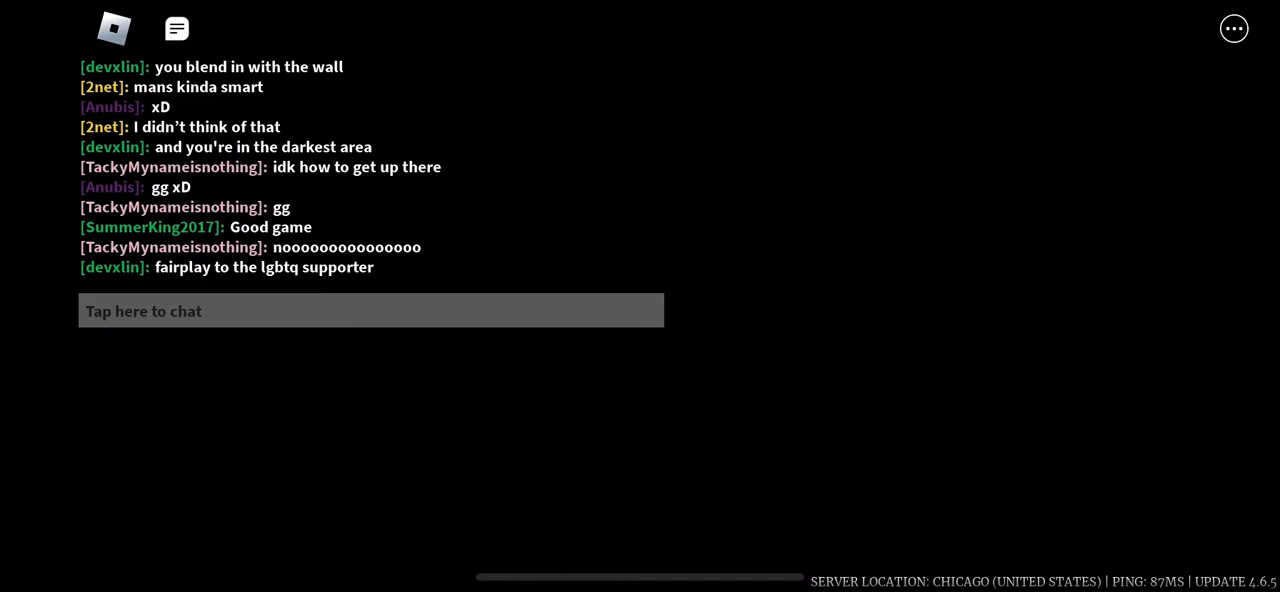 [devxlin]: you blend in with the wall
[2net]: mans kinda smart
[Anubis]: xD
[2net]: I didn’t think of that
[devxlin]: and you're in the darkest area
[TackyMynameisnothing]: idk how to get up there
[Anubis]: gg xD
[TackyMynameisnothing]: gg
[SummerKing2017]: Good game
[TackyMynameisnothing]: nooooooooooooooo
[devxlin]: fairplay to the lgbtq supporter
Tap here to chat
SERVER LOCATION: CHICAGO (UNITED STATES) | PING: 87MS | UPDATE 4.6.5